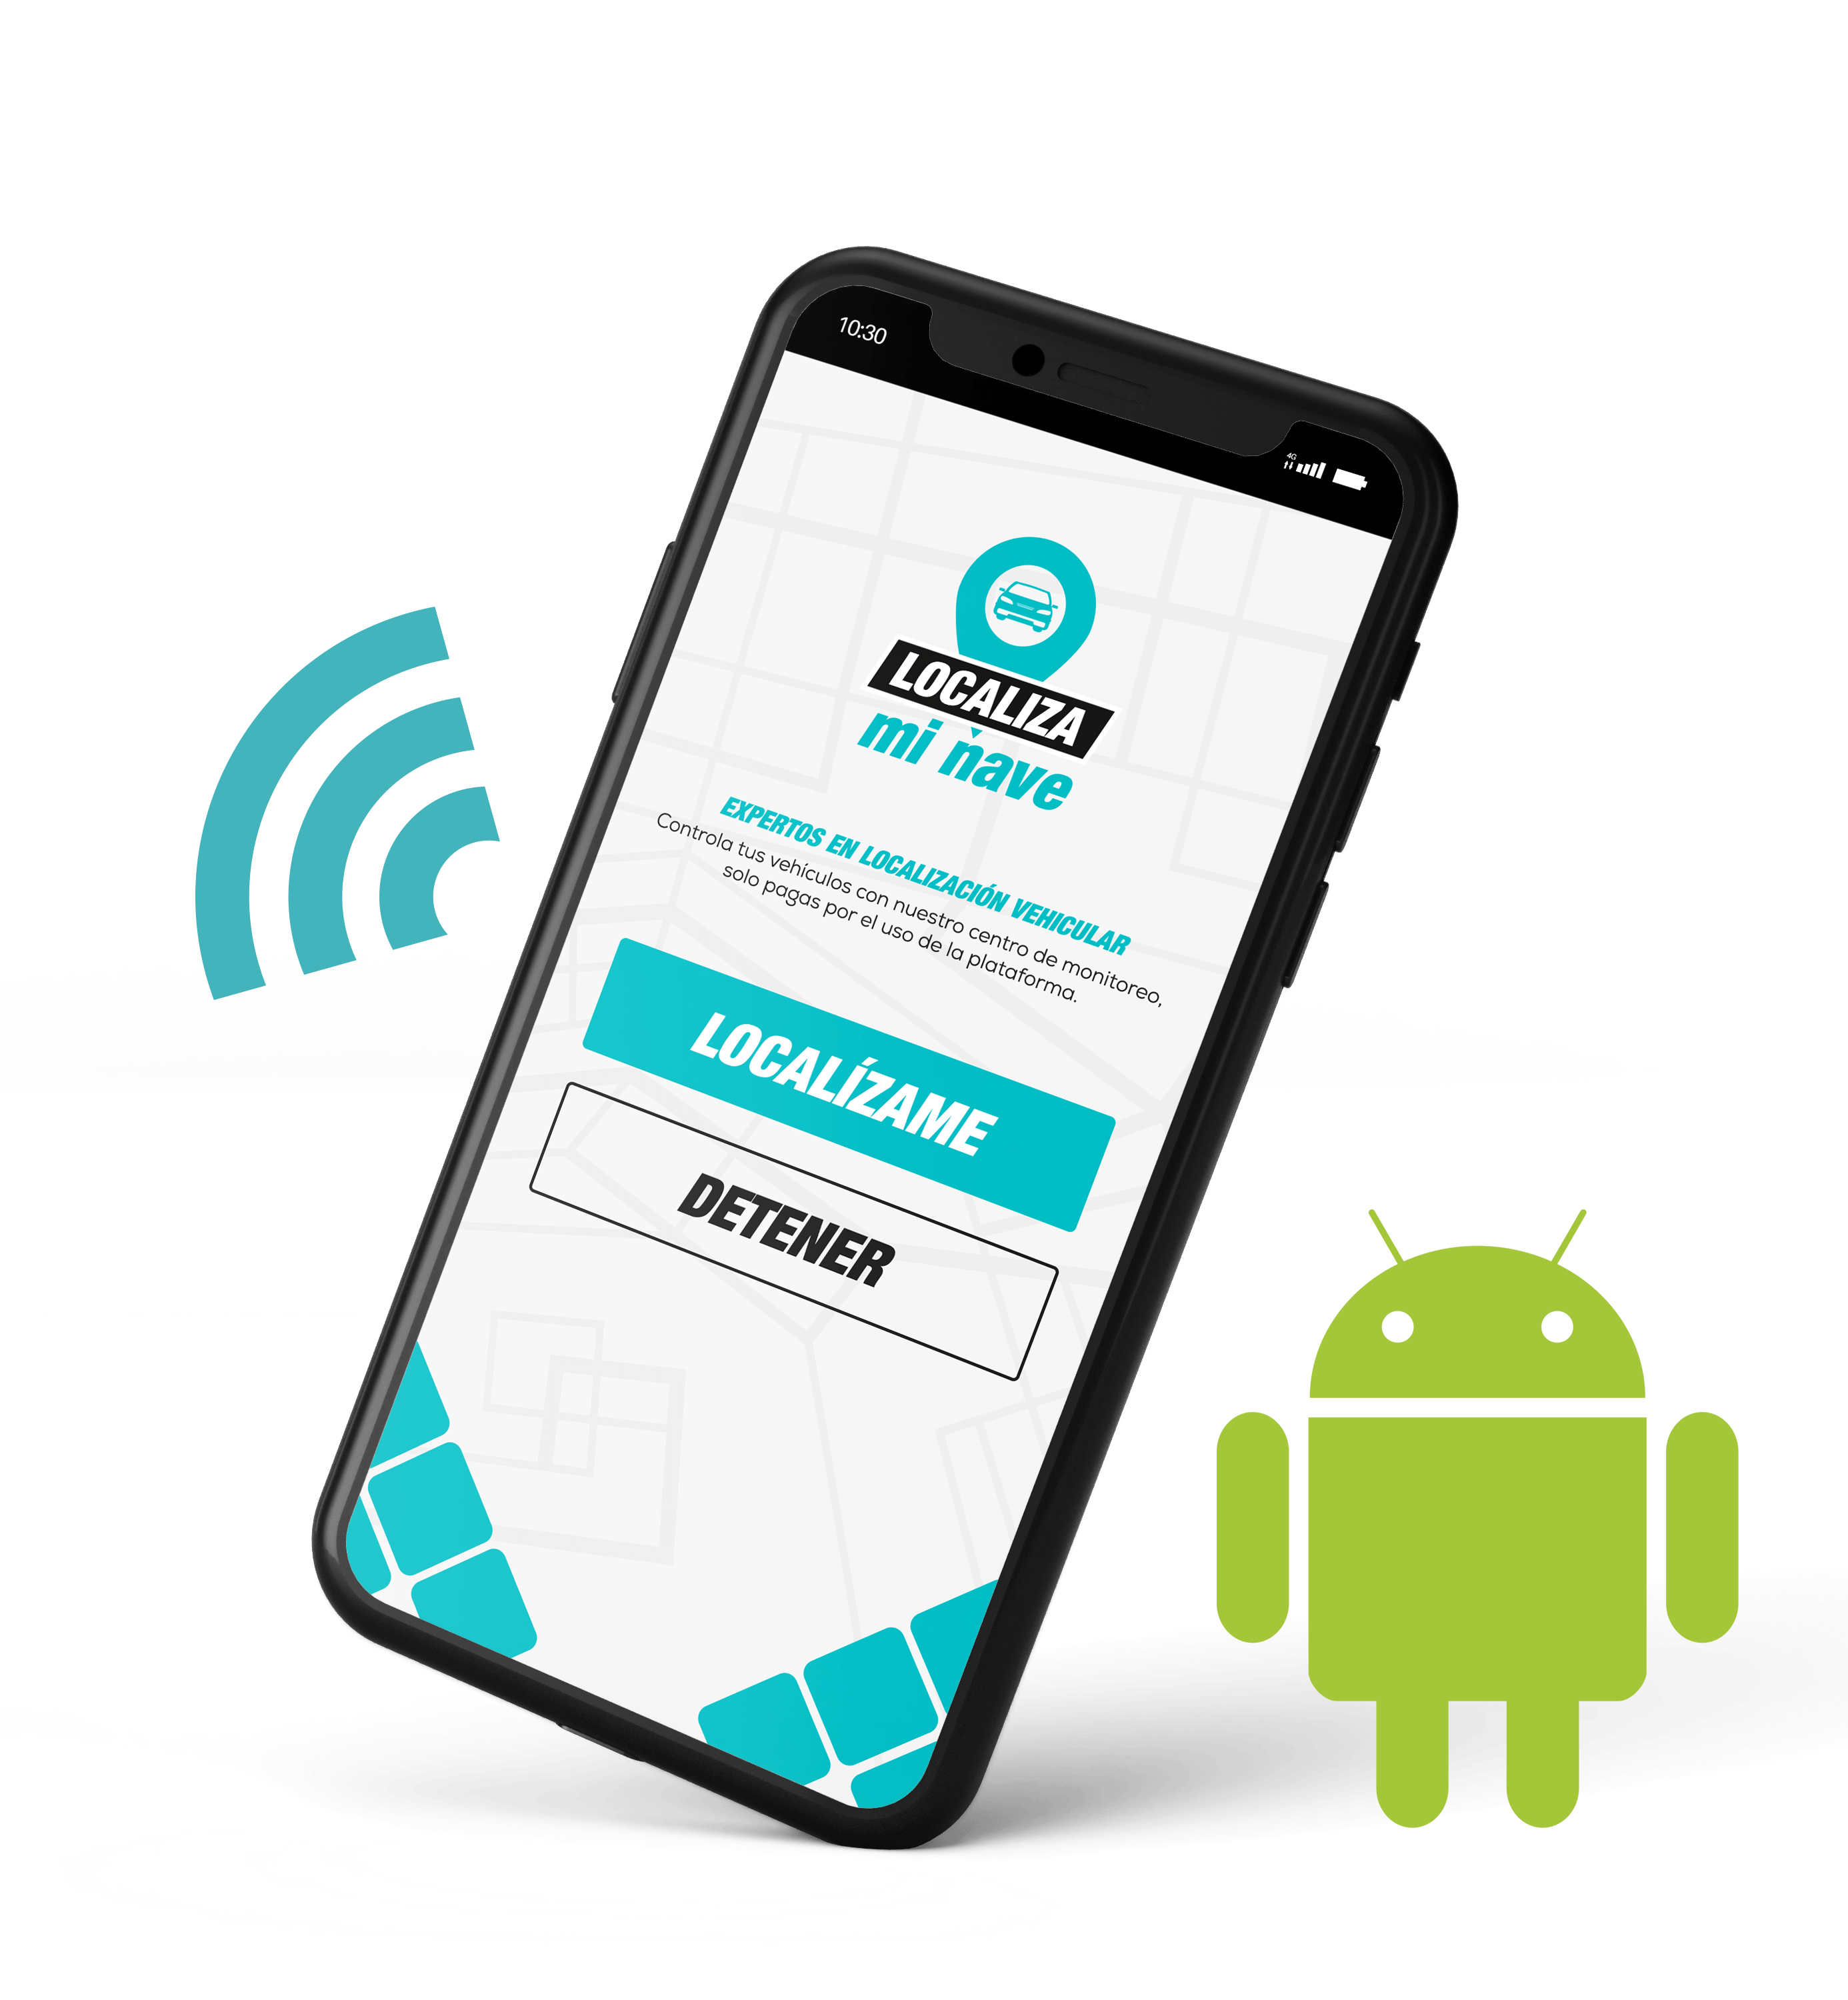 10:30
4G
LOCALIZA
mi nave
EXPERTOS EN LOCALIZACIÓN VEHICULAR
Controla tus vehículos con nuestro centro de monitoreo,
solo pagas por el uso de la plataforma.
LOCALÍZAME
DETENER